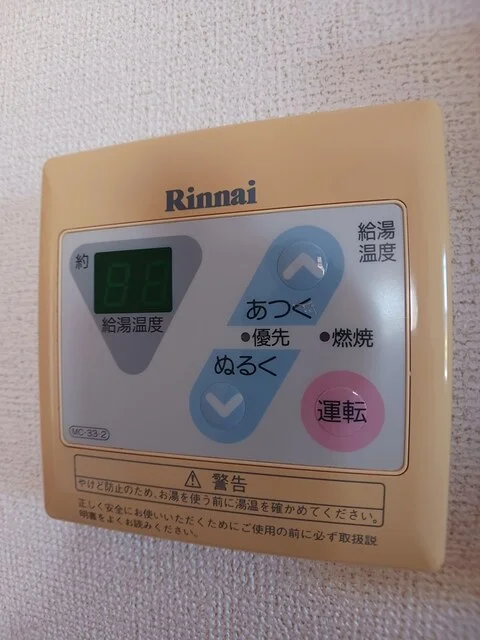 Rinnai
給湯
温度
約
給湯温度
あつく
●優先 ●燃焼
ぬるく
運転
MC-33-2
⚠警告
やけど防止のため、お湯を使う前に湯温を確かめてください。
正しく安全にお使いいただくためにご使用の前に必ず取扱説
明書をよくお読みください。